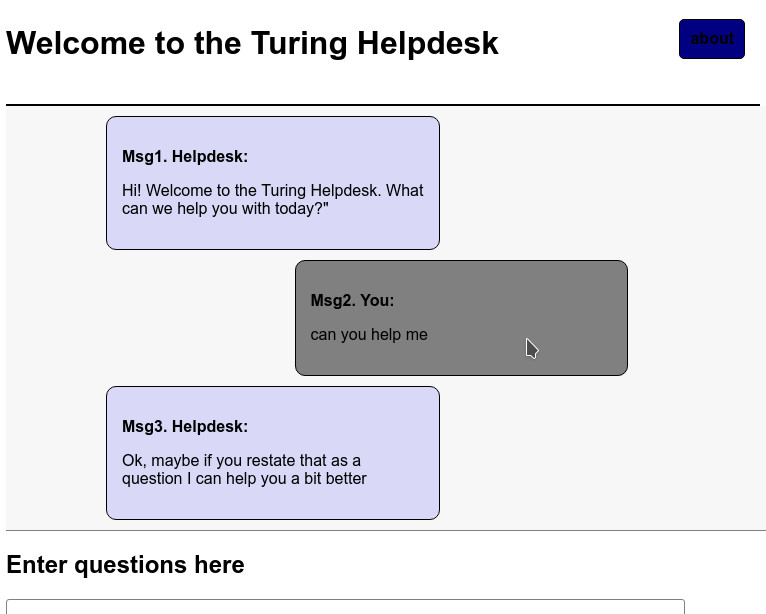 Welcome to the Turing Helpdesk
about
Msg1. Helpdesk:
Hi! Welcome to the Turing Helpdesk. What
can we help you with today?"
Msg2. You:
can you help me
Msg3. Helpdesk:
Ok, maybe if you restate that as a
question I can help you a bit better
Enter questions here